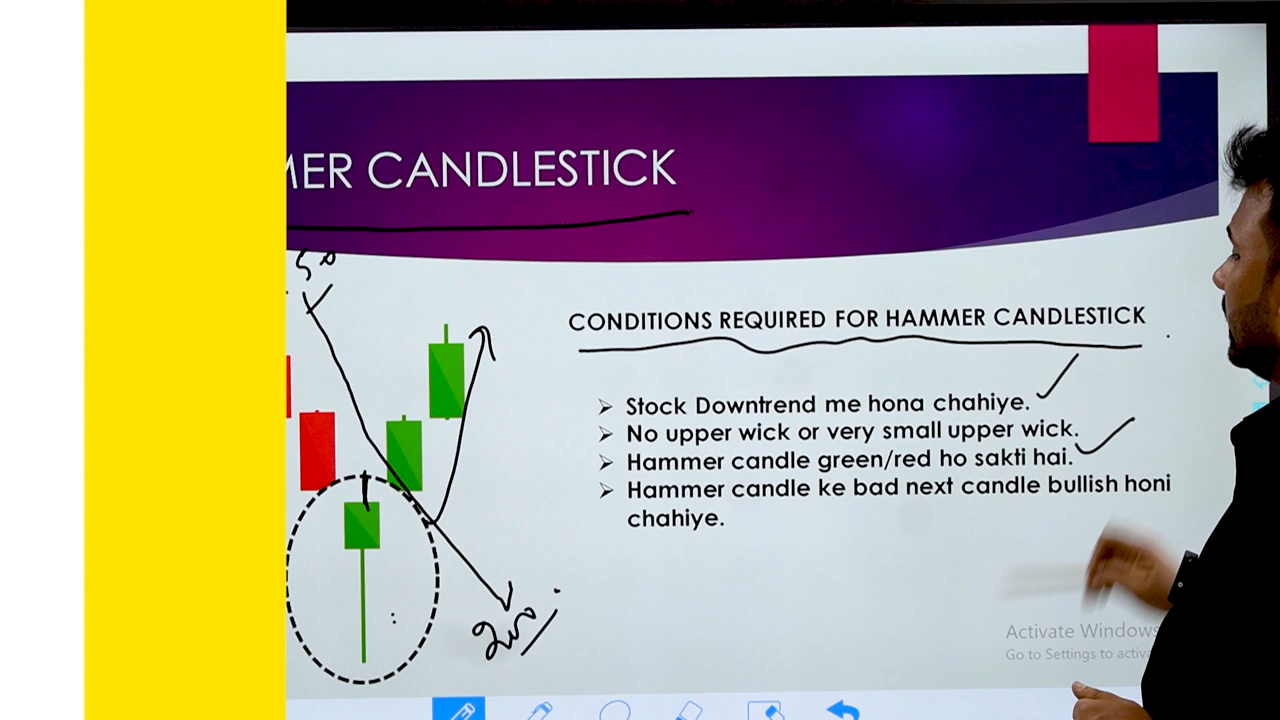 MER CANDLESTICK
50
CONDITIONS REQUIRED FOR HAMMER CANDLESTICK
➢ Stock Downtrend me hona chahiye.
➢ No upper wick or very small upper wick.
➢ Hammer candle green/red ho sakti hai.
➢ Hammer candle ke bad next candle bullish honi
chahiye.
200
Activate Windows
Go to Settings to activa